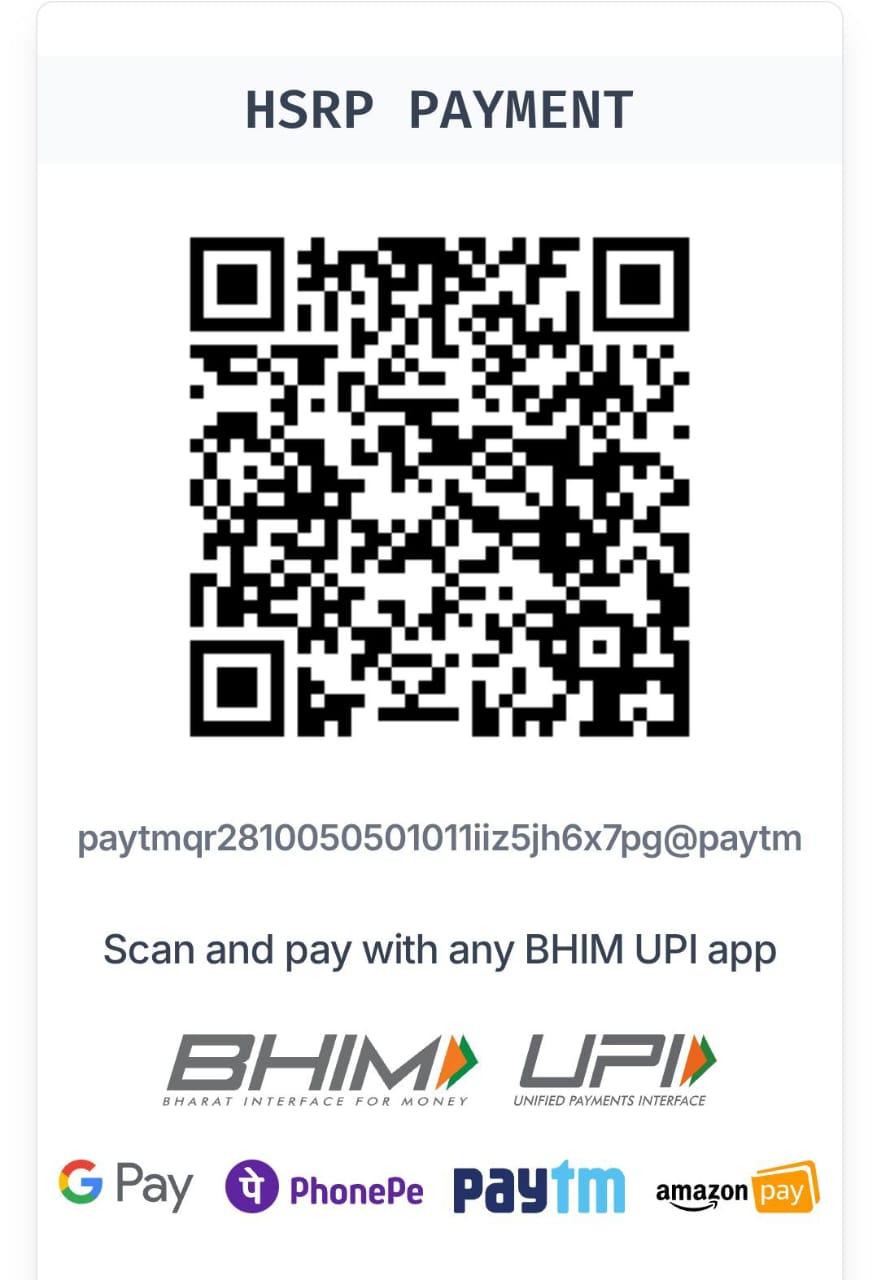 HSRP PAYMENT
paytmqr2810050501011iiz5jh6x7pg@paytm
Scan and pay with any BHIM UPI app
BHIM UPI
BHARAT INTERFACE FOR MONEY UNIFIED PAYMENTS INTERFACE
G Pay पे PhonePe paytm amazon pay